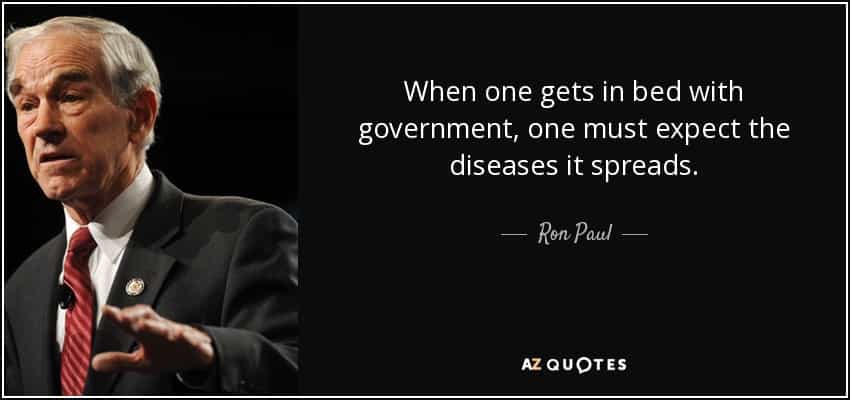 When one gets in bed with
government, one must expect the
diseases it spreads.
Ron Paul
AZ QUOTES